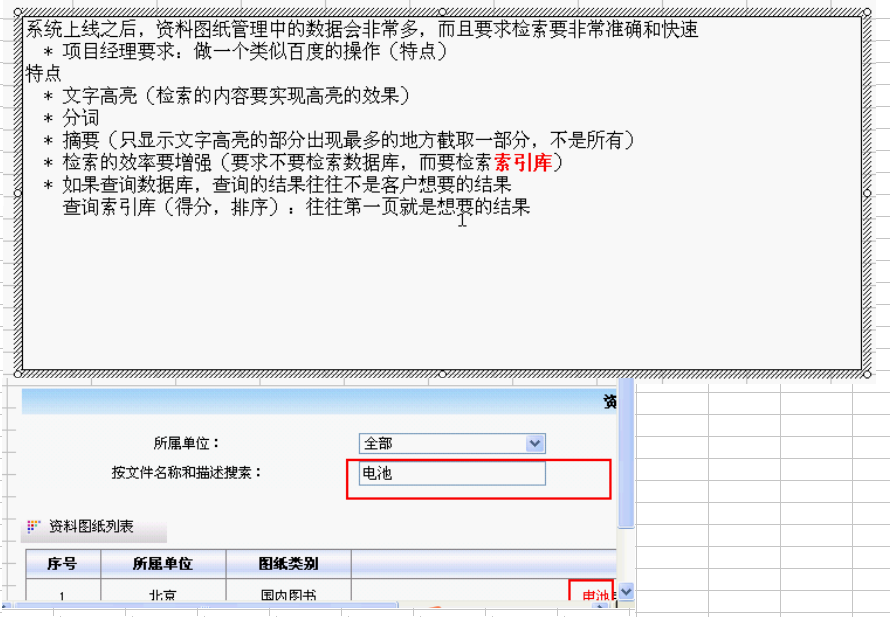 系统上线之后，资料图纸管理中的数据会非常多，而且要求检索要非常准确和快速
* 项目经理要求：做一个类似百度的操作（特点）
特点
* 文字高亮（检索的内容要实现高亮的效果）
* 分词
* 摘要（只显示文字高亮的部分出现最多的地方截取一部分，不是所有）
* 检索的效率要增强（要求不要检索数据库，而要检索索引库）
* 如果查询数据库，查询的结果往往不是客户想要的结果
查询索引库（得分，排序）：往往第一页就是想要的结果
资
所属单位： 全部
按文件名称和描述搜索： 电池
资料图纸列表
序号 所属单位 图纸类别
1 北京 国内图书 电池